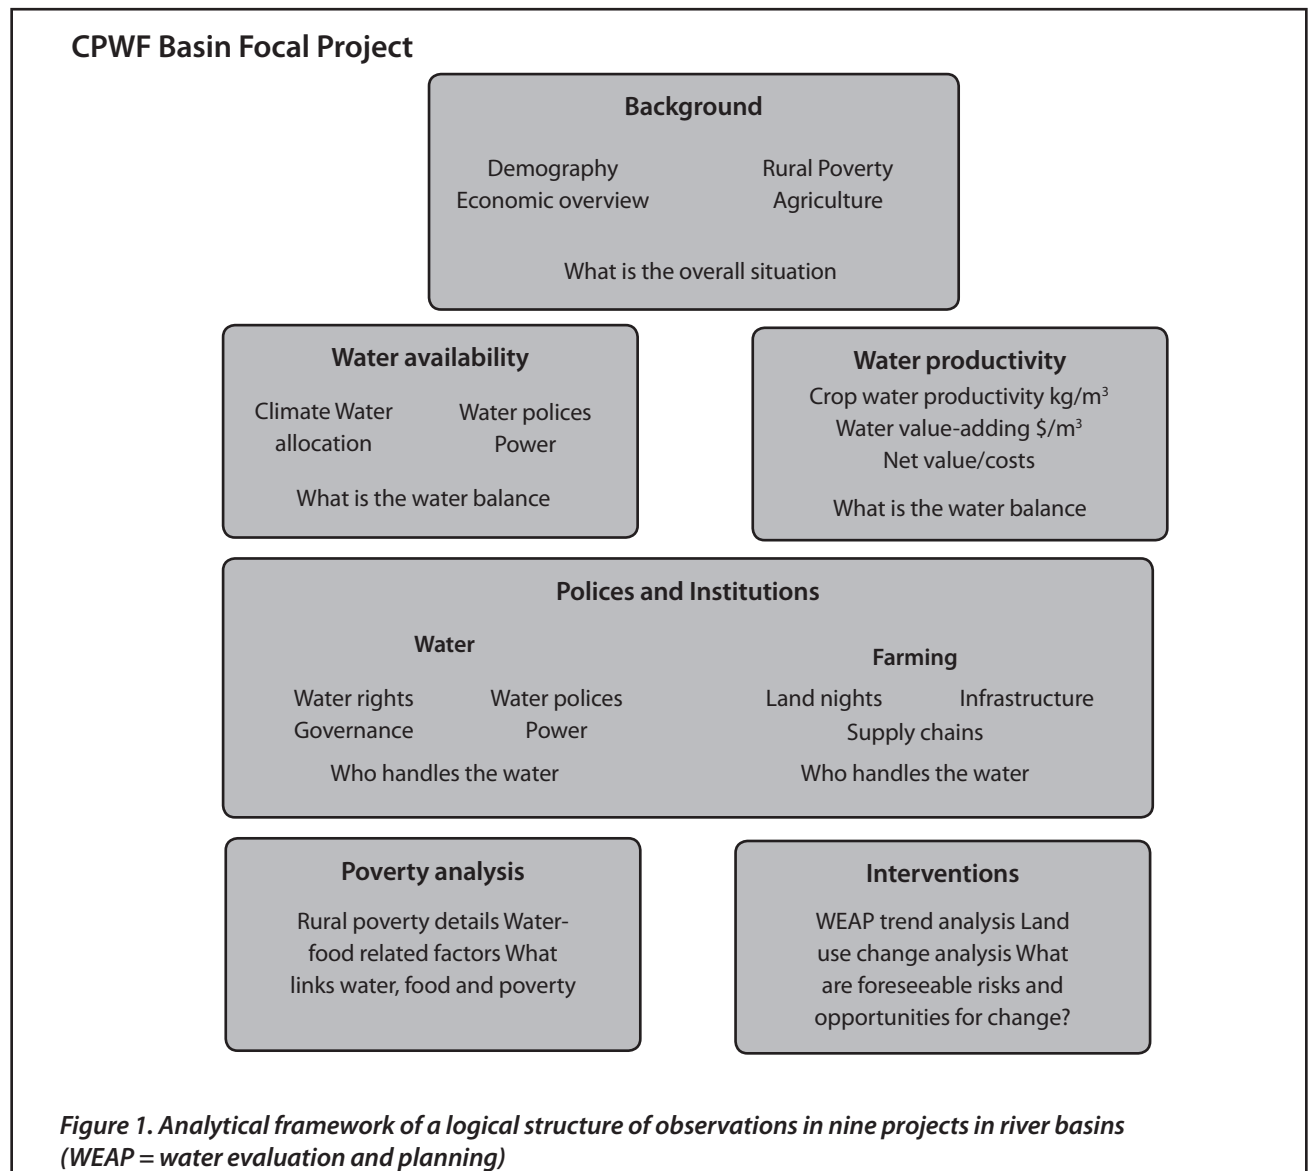 CPWF Basin Focal Project
Background
Demography
Economic overview
Rural Poverty
Agriculture
What is the overall situation
Water availability
Climate Water
allocation
Water polices
Power
What is the water balance
Water productivity
Crop water productivity kg/m³
Water value-adding $/m³
Net value/costs
What is the water balance
Polices and Institutions
Water
Water rights
Governance
Water polices
Power
Who handles the water
Farming
Land nights
Infrastructure
Supply chains
Who handles the water
Poverty analysis
Rural poverty details Water-
food related factors What
links water, food and poverty
Interventions
WEAP trend analysis Land
use change analysis What
are foreseeable risks and
opportunities for change?
Figure 1. Analytical framework of a logical structure of observations in nine projects in river basins
(WEAP = water evaluation and planning)